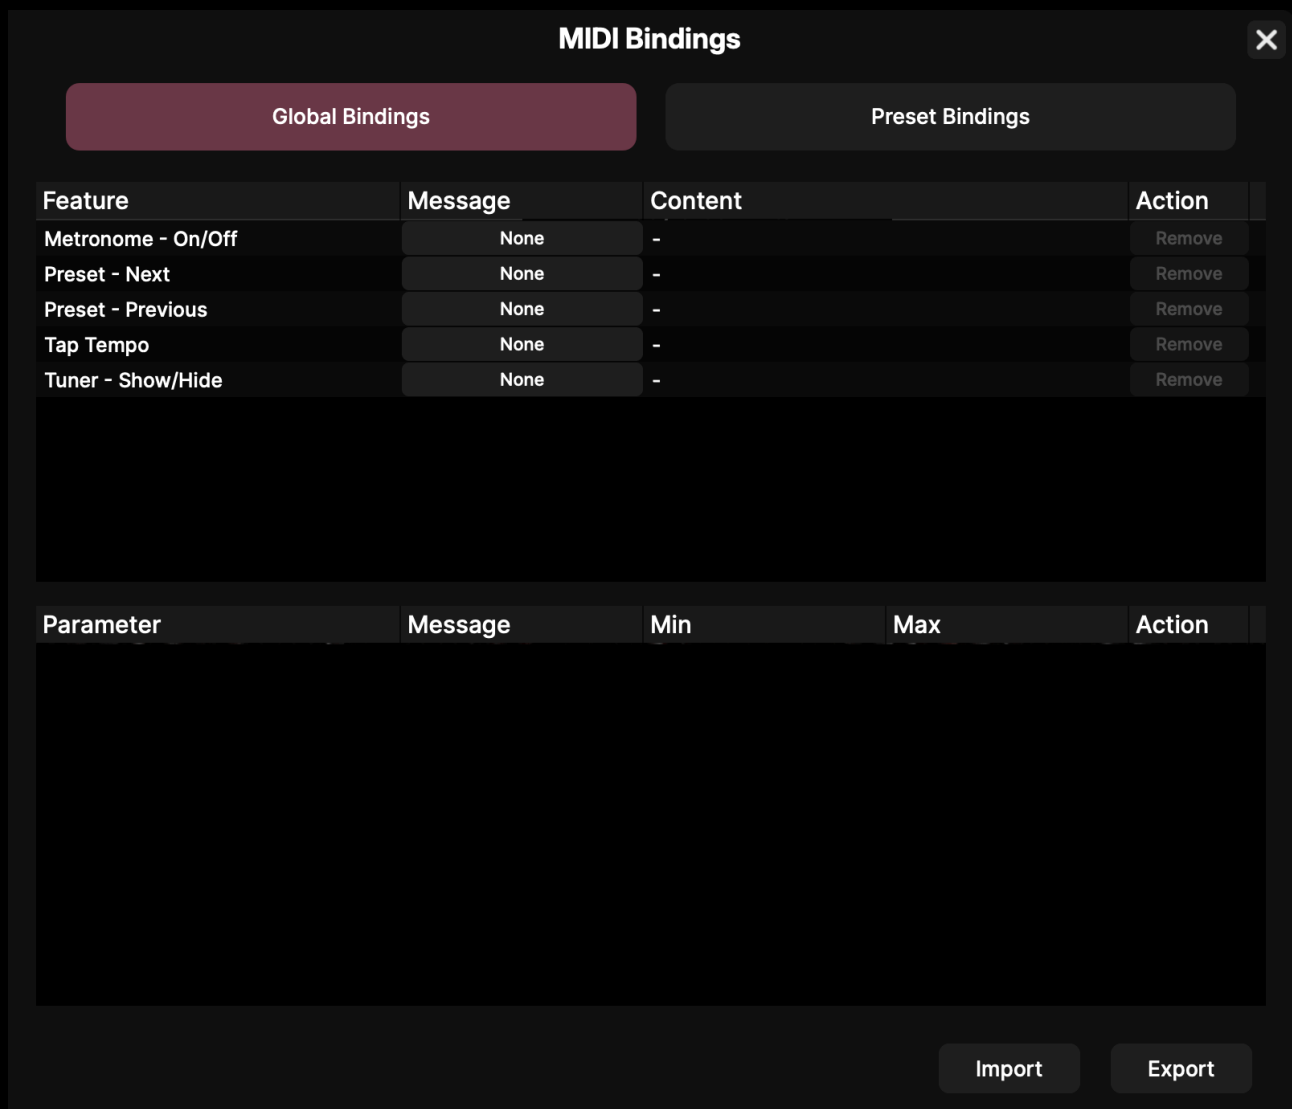 MIDI Bindings
Global Bindings Preset Bindings
Feature Message Content Action
Metronome - On/Off None - Remove
Preset - Next None - Remove
Preset - Previous None - Remove
Tap Tempo None - Remove
Tuner - Show/Hide None - Remove
Parameter Message Min Max Action
Import Export